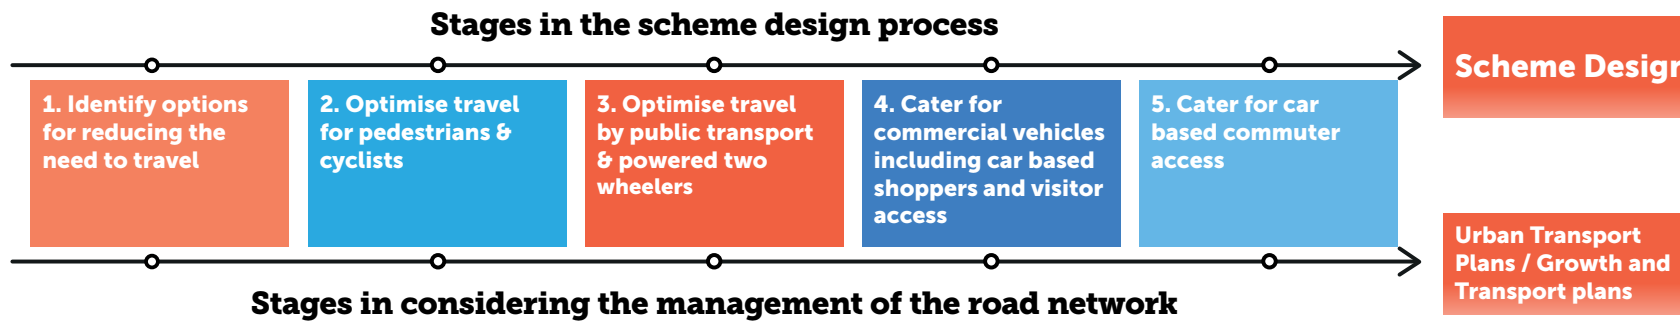 Stages in the scheme design process
Scheme Design
1. Identify options
for reducing the
need to travel
2. Optimise travel
for pedestrians &
cyclists
3. Optimise travel
by public transport
& powered two
wheelers
4. Cater for
commercial vehicles
including car based
shoppers and visitor
access
5. Cater for car
based commuter
access
Urban Transport
Plans / Growth and
Transport plans
Stages in considering the management of the road network